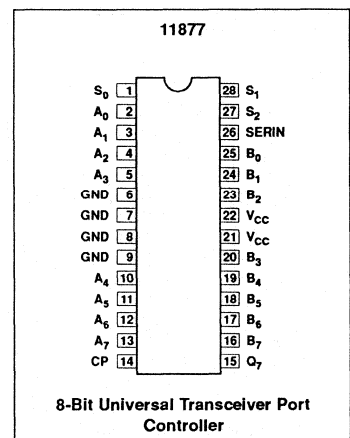 11877
S0 1 28 S1
A0 2 27 S2
A1 3 26 SERIN
A2 4 25 B0
A3 5 24 B1
GND 6 23 B2
GND 7 22 VCC
GND 8 21 VCC
GND 9 20 B3
A4 10 19 B4
A5 11 18 B5
A6 12 17 B6
A7 13 16 B7
CP 14 15 Q7
8-Bit Universal Transceiver Port
Controller